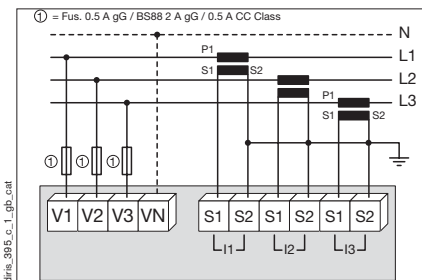 ① = Fus. 0.5 A gG / BS88 2 A gG / 0.5 A CC Class
N
P1 L1
S1 S2
L2
P1 L3
S1 S2
① ① ①
V1 V2 V3 VN S1 S2 S1 S2 S1 S2
I1 I2 I3
diris_395_c_1_gb_cat